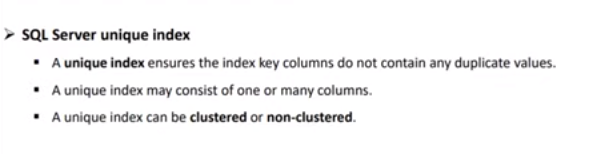 ➢ SQL Server unique index
▪ A unique index ensures the index key columns do not contain any duplicate values.
▪ A unique index may consist of one or many columns.
▪ A unique index can be clustered or non-clustered.